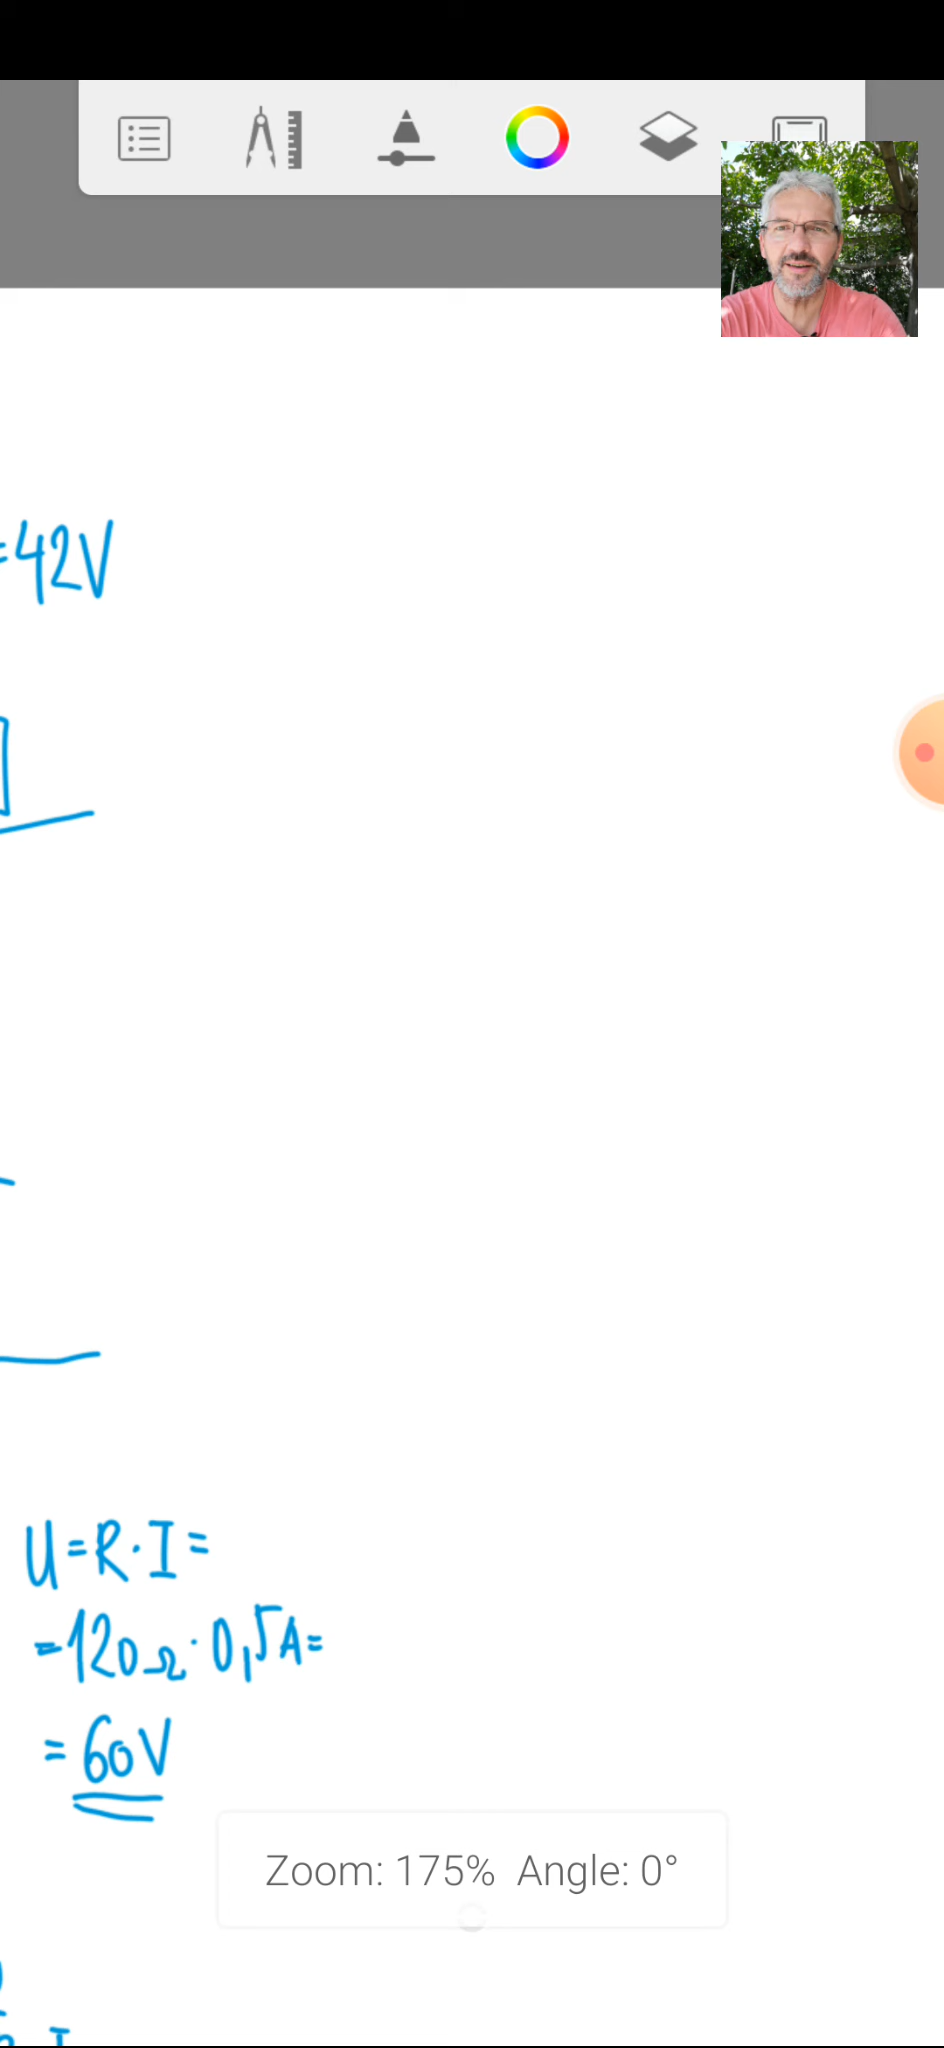 =42V
U=R·I=
=120Ω·0,5A=
=60V
Zoom: 175% Angle: 0°
I